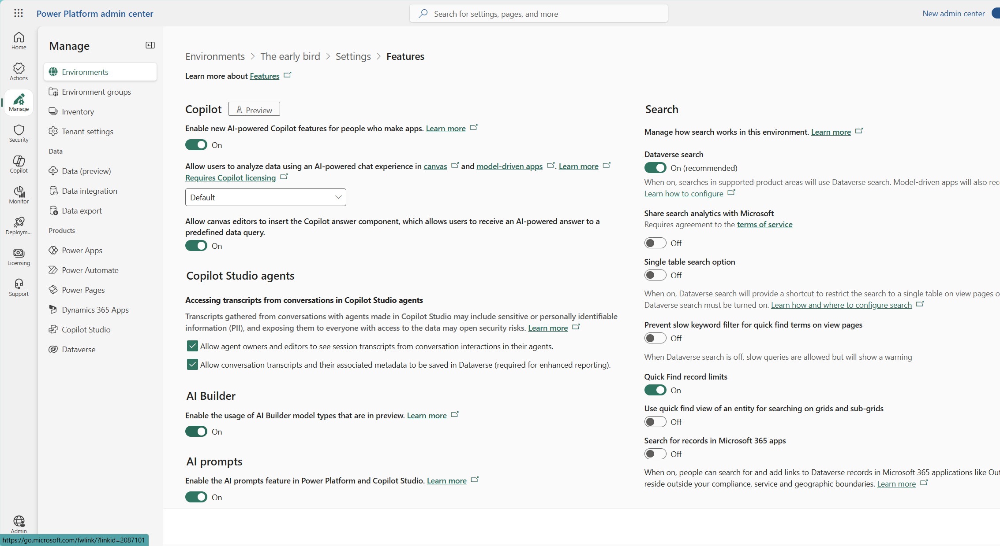 Power Platform admin center
Search for settings, pages, and more
New admin center
Home
Actions
Manage
Security
Copilot
Monitor
Deploym...
Licensing
Support
Admin
Manage
Environments
Environment groups
Inventory
Tenant settings
Data
Data (preview)
Data integration
Data export
Products
Power Apps
Power Automate
Power Pages
Dynamics 365 Apps
Copilot Studio
Dataverse
Environments > The early bird > Settings > Features
Learn more about Features
Copilot Preview
Enable new AI-powered Copilot features for people who make apps. Learn more
On
Allow users to analyze data using an AI-powered chat experience in canvas and model-driven apps . Learn more
Requires Copilot licensing
Default
Allow canvas editors to insert the Copilot answer component, which allows users to receive an AI-powered answer to a
predefined data query.
On
Copilot Studio agents
Accessing transcripts from conversations in Copilot Studio agents
Transcripts gathered from conversations with agents made in Copilot Studio may include sensitive or personally identifiable
information (PII), and exposing them to everyone with access to the data may open security risks. Learn more
Allow agent owners and editors to see session transcripts from conversation interactions in their agents.
Allow conversation transcripts and their associated metadata to be saved in Dataverse (required for enhanced reporting).
AI Builder
Enable the usage of AI Builder model types that are in preview. Learn more
On
AI prompts
Enable the AI prompts feature in Power Platform and Copilot Studio. Learn more
On
Search
Manage how search works in this environment. Learn more
Dataverse search
On (recommended)
When on, searches in supported product areas will use Dataverse search. Model-driven apps will also rec
Learn how to configure
Share search analytics with Microsoft
Requires agreement to the terms of service
Off
Single table search option
Off
When on, Dataverse search will provide a shortcut to restrict the search to a single table on view pages o
Dataverse search must be turned on. Learn how and where to configure search
Prevent slow keyword filter for quick find terms on view pages
Off
When Dataverse search is off, slow queries are allowed but will show a warning
Quick Find record limits
On
Use quick find view of an entity for searching on grids and sub-grids
Off
Search for records in Microsoft 365 apps
Off
When on, people can search for and add links to Dataverse records in Microsoft 365 applications like Out
reside outside your compliance, service and geographic boundaries. Learn more
https://go.microsoft.com/fwlink/?linkid=2087101